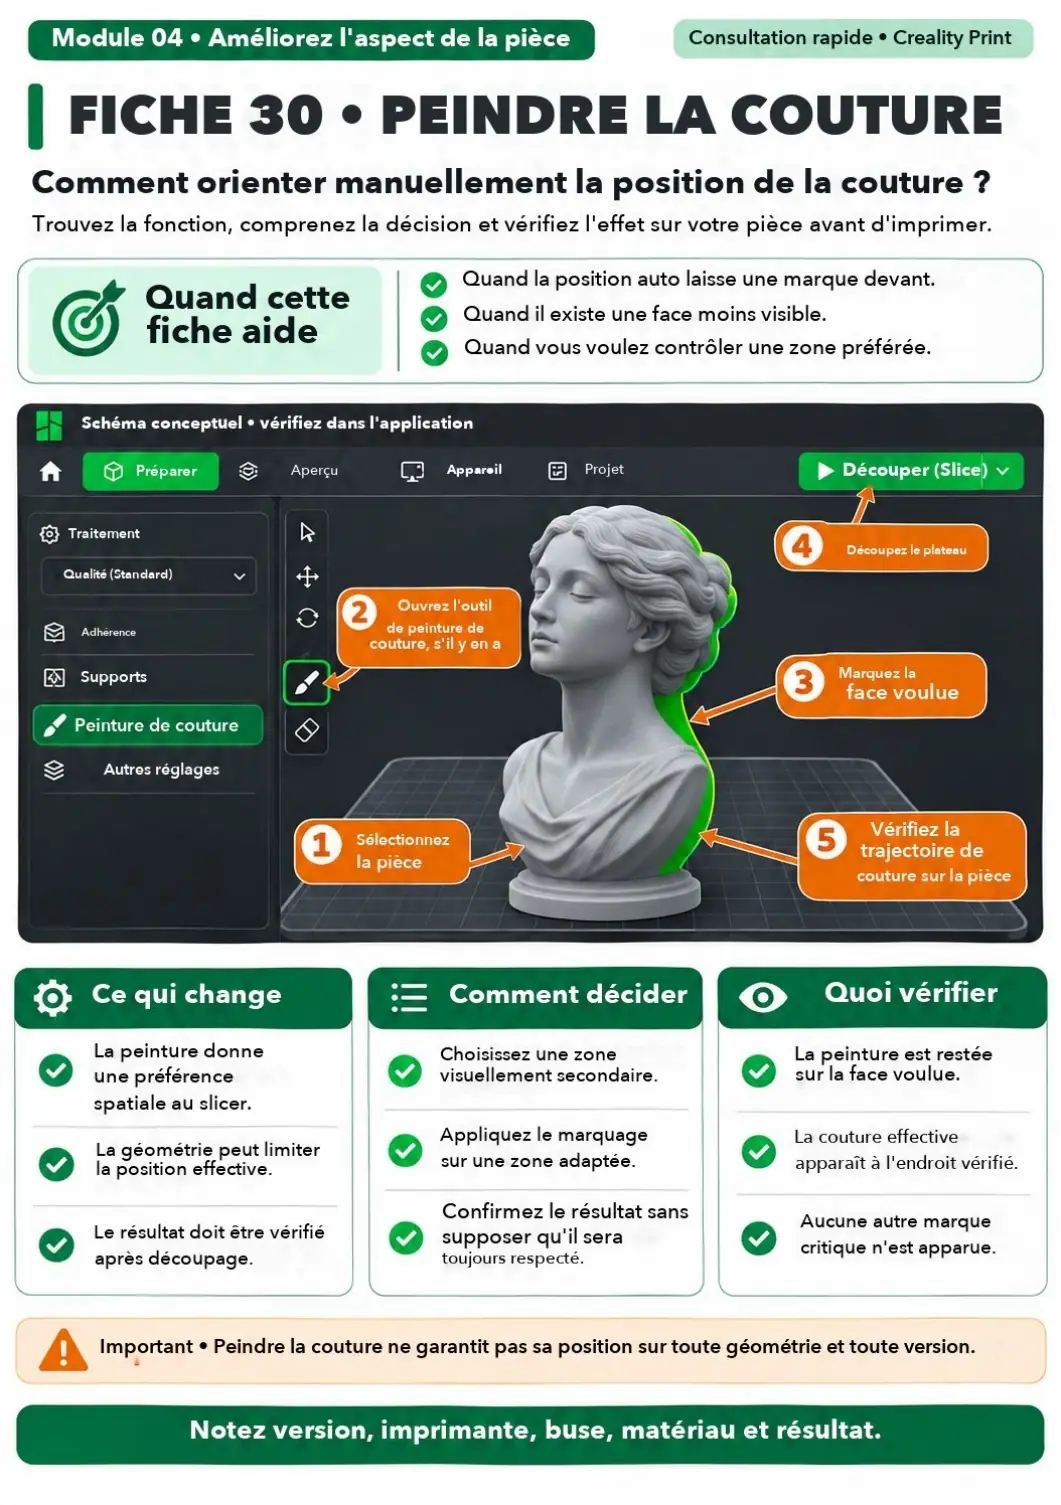 Module 04 • Améliorez l'aspect de la pièce
Consultation rapide • Creality Print
FICHE 30 • PEINDRE LA COUTURE
Comment orienter manuellement la position de la couture ?
Trouvez la fonction, comprenez la décision et vérifiez l'effet sur votre pièce avant d'imprimer.
Quand cette
fiche aide
Quand la position auto laisse une marque devant.
Quand il existe une face moins visible.
Quand vous voulez contrôler une zone préférée.
Schéma conceptuel • vérifiez dans l'application
Préparer
Aperçu
Appareil
Projet
Découper (Slice)
Traitement
Qualité (Standard)
Adhérence
Supports
Peinture de couture
Autres réglages
2
Ouvrez l'outil
de peinture de
couture, s'il y en a
4
Découpez le plateau
3
Marquez la
face voulue
1
Sélectionnez
la pièce
5
Vérifiez la
trajectoire de
couture sur la pièce
Ce qui change
La peinture donne
une préférence
spatiale au slicer.
La géométrie peut limiter
la position effective.
Le résultat doit être vérifié
après découpage.
Comment décider
Choisissez une zone
visuellement secondaire.
Appliquez le marquage
sur une zone adaptée.
Confirmez le résultat sans
supposer qu'il sera
toujours respecté.
Quoi vérifier
La peinture est restée
sur la face voulue.
La couture effective
apparaît à l'endroit vérifié.
Aucune autre marque
critique n'est apparue.
Important • Peindre la couture ne garantit pas sa position sur toute géométrie et toute version.
Notez version, imprimante, buse, matériau et résultat.